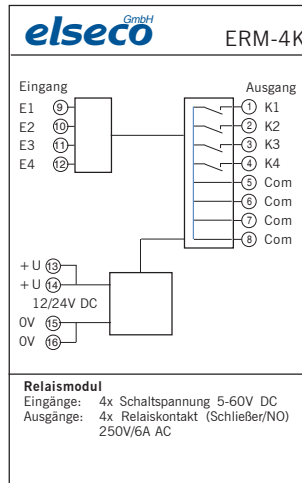 elseco GmbH
ERM-4K
Eingang
Ausgang
E1 9
E2 10
E3 11
E4 12
1 K1
2 K2
3 K3
4 K4
5 Com
6 Com
7 Com
8 Com
+U 13
+U 14
12/24V DC
0V 15
0V 16
Relaismodul
Eingänge: 4x Schaltspannung 5-60V DC
Ausgänge: 4x Relaiskontakt (Schließer/NO)
250V/6A AC